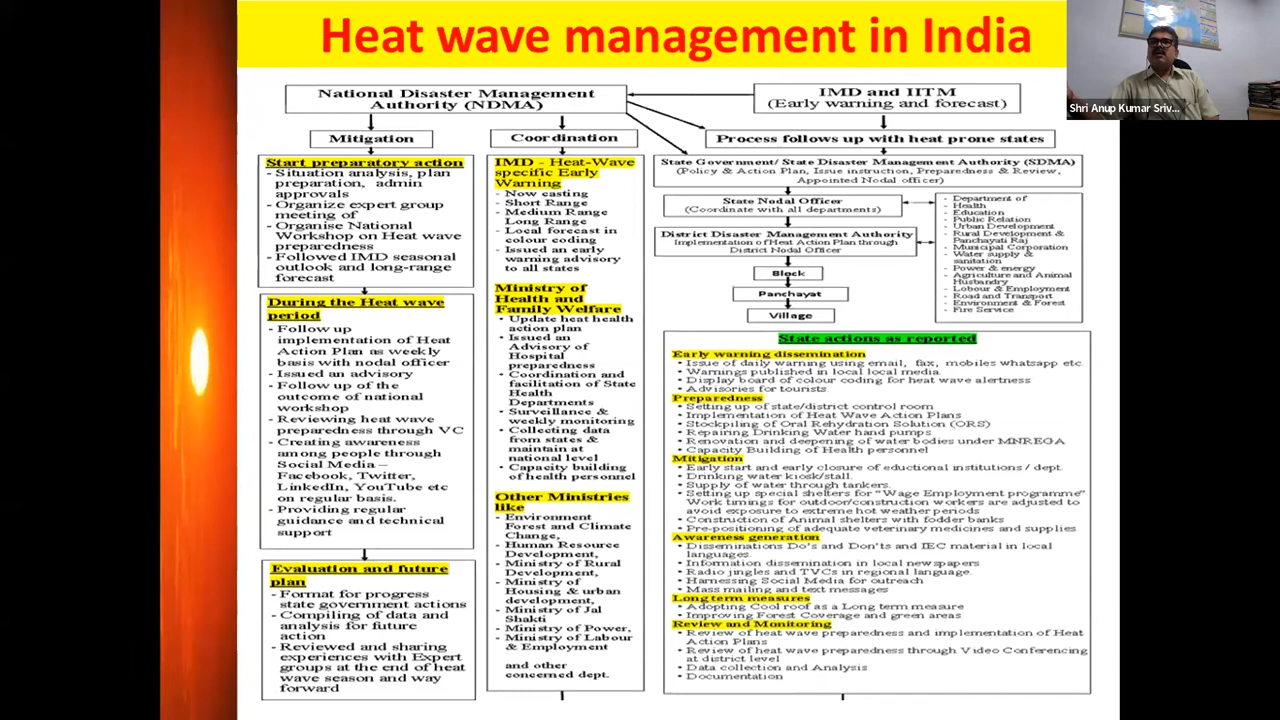 Heat wave management in India
Shri Anup Kumar Sriv...
National Disaster Management
Authority (NDMA)
IMD and IITM
(Early warning and forecast)
Mitigation
Coordination
Process follows up with heat prone states
Start preparatory action
- Situation analysis, plan
preparation, admin
approvals
- Organize expert group
meeting of
- Organise National
Workshop on Heat wave
preparedness
- Followed IMD seasonal
outlook and long-range
forecast
During the Heat wave
period
- Follow up
implementation of Heat
Action Plan as weekly
basis with nodal officer
- Issued an advisory
- Follow up of the
outcome of national
workshop
- Reviewing heat wave
preparedness through VC
- Creating awareness
among people through
Social Media –
Facebook, Twitter,
LinkedIn, YouTube etc
on regular basis.
- Providing regular
guidance and technical
support
Evaluation and future
plan
- Format for progress
state government actions
- Compiling of data and
analysis for future
action
- Reviewed and sharing
experiences with Expert
groups at the end of heat
wave season and way
forward
IMD - Heat-Wave
specific Early
Warning
- Now casting
- Short Range
- Medium Range
- Long Range
- Local forecast in
colour coding
- Issued an early
warning advisory
to all states
Ministry of
Health and
Family Welfare
• Update heat health
action plan
• Issued an
Advisory of
Hospital
preparedness
• Coordination and
facilitation of State
Health
Departments
• Surveillance &
weekly monitoring
• Collecting data
from states &
maintain at
national level
• Capacity building
of health personnel
Other Ministries
like
- Environment
Forest and Climate
Change,
- Human Resource
Development,
- Ministry of Rural
Development,
- Ministry of
Housing & urban
development,
- Ministry of Jal
Shakti
- Ministry of Power,
- Ministry of Labour
& Employment
and other
concerned dept.
State Government/ State Disaster Management Authority (SDMA)
(Policy & Action Plan, Issue instruction, Preparedness & Review,
Appointed Nodal officer)
State Nodal Officer
(Coordinate with all departments)
District Disaster Management Authority
Implementation of Heat Action Plan through
District Nodal Officer
Block
Panchayat
Village
- Department of
- Health
- Education
- Public Relation
- Urban Development
- Rural Development &
Panchayati Raj
- Municipal Corporation
- Water supply &
sanitation
- Power & energy
- Agriculture and Animal
Husbandry
- Lobour & Employment
- Road and Transport
- Environment & Forest
- Fire Service
State actions as reported
Early warning dissemination
• Issue of daily warning using email, fax, mobiles whatsapp etc
• Warnings published in local local media.
• Display board of colour coding for heat wave alertness
• Advisories for tourists.
Preparedness
• Setting up of state/district control room
• Implementation of Heat Wave Action Plans
• Stockpiling of Oral Rehydration Solution (ORS)
• Repairing Drinking Water hand pumps
• Renovation and deepening of water bodies under MNREGA
• Capacity Building of Health personnel
Mitigation
• Early start and early closure of eductional institutions / dept.
• Drinking water kiosk/stall.
• Supply of water through tankers.
• Setting up special shelters for "Wage Employment programme"
Work timings for outdoor/construction workers are adjusted to
avoid exposure to extreme hot weather periods
• Construction of Animal shelters with fodder banks
• Pre-positioning of adequate veterinary medicines and supplies
Awareness generation
• Disseminations Do's and Don'ts and IEC material in local
languages.
• Information dissemination in local newspapers
• Radio jingles and TVCs in regional language.
• Harnessing Social Media for outreach
• Mass mailing and text messages
Long term measures
• Adopting Cool roof as a Long term measure
• Improving Forest Coverage and green areas
Review and Monitoring
• Review of heat wave preparedness and implementation of Heat
Action Plans
• Review of heat wave preparedness through Video Conferencing
at district level
• Data collection and Analysis
• Documentation